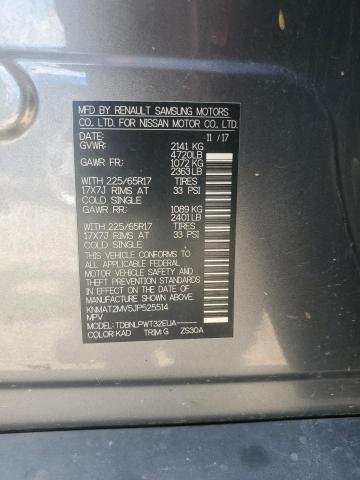 MFD BY RENAULT SAMSUNG MOTORS
CO., LTD. FOR NISSAN MOTOR CO., LTD.
DATE: 11 / 17
GVWR: 2141 KG
4720LB
GAWR FR: 1072 KG
2363LB
WITH 225/65R17 TIRES
17X7J RIMS AT 33 PSI
COLD SINGLE
GAWR RR: 1089 KG
2401LB
WITH 225/65R17 TIRES
17X7J RIMS AT 33 PSI
COLD SINGLE
THIS VEHICLE CONFORMS TO ALL
APPLICABLE FEDERAL MOTOR VEHICLE
SAFETY AND THEFT PREVENTION
STANDARDS IN EFFECT ON THE DATE
OF MANUFACTURE SHOWN ABOVE.
KNMAT2MV5JP525514
MPV
MODEL: TDBNLPWT32EUA-----
COLOR:KAD TRIM:G ZS30A